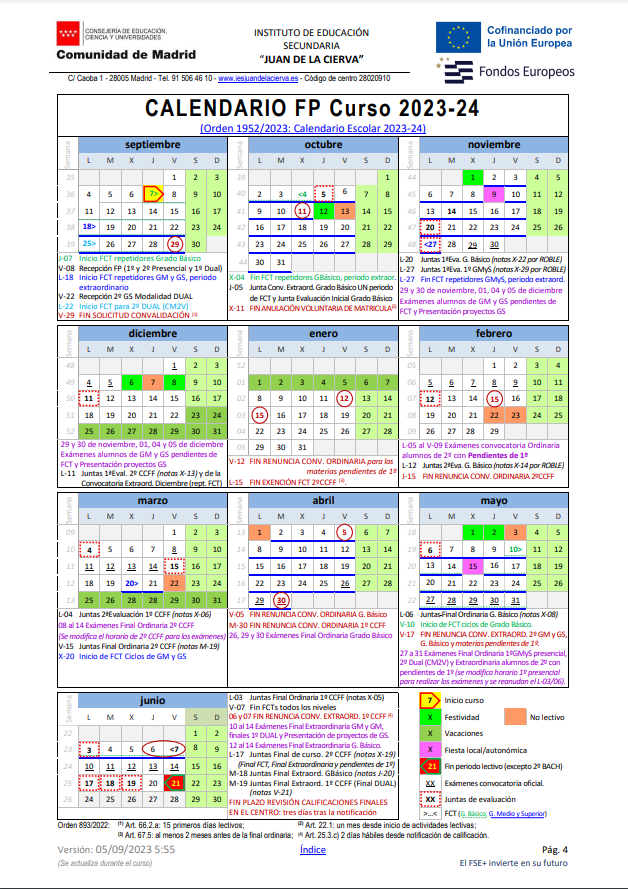 CONSEJERÍA DE EDUCACIÓN,
CIENCIA Y UNIVERSIDADES
Comunidad de Madrid
INSTITUTO DE EDUCACIÓN
SECUNDARIA
"JUAN DE LA CIERVA"
Cofinanciado por
la Unión Europea
Fondos Europeos
C/ Caoba 1 - 28005 Madrid - Tel. 91 506 46 10 - www.iesjuandelacierva.es - Código de centro 28020910
CALENDARIO FP Curso 2023-24
(Orden 1952/2023: Calendario Escolar 2023-24)
septiembre
Semana L M X J V S D
35 1 2 3
36 4 5 6 7> 8 9 10
37 11 12 13 14 15 16 17
38 18> 19 20 21 22 23 24
39 25> 26 27 28 29 30
J-07 Inicio FCT repetidores Grado Básico
V-08 Recepción FP (1º y 2º Presencial y 1º Dual)
L-18 Inicio FCT repetidores GM y GS, periodo
extraordinario
V-22 Recepción 2º GS Modalidad DUAL
L-22 Inicio FCT para 2º DUAL (CM2V)
V-29 FIN SOLICITUD CONVALIDACIÓN (1)
octubre
L M X J V S D
39 1
40 2 3 <4 5 6 7 8
41 9 10 11 12 13 14 15
42 16 17 18 19 20 21 22
43 23 24 25 26 27 28 29
44 30 31
X-04 Fin FCT repetidores GBásico, periodo extraor.
J-05 Junta Conv. Extraord. Grado Básico UN periodo
de FCT y Junta Evaluación Inicial Grado Básico
X-11 FIN ANULACIÓN VOLUNTARIA DE MATRICULA(2)
noviembre
L M X J V S D
44 1 2 3 4 5
45 6 7 8 9 10 11 12
46 13 14 15 16 17 18 19
47 20 21 22 23 24 25 26
48 <27 28 29 30
L-20 Juntas 1ªEva. G. Básico (notas X-22 por ROBLE)
L-27 Juntas 1ª Eva. 1º GMyS (notas X-29 por ROBLE)
L-27 Fin FCT repetidores GMyS, periodo extraord.
29 y 30 de noviembre, 01, 04 y 05 de diciembre
Exámenes alumnos de GM y GS pendientes de
FCT y Presentación proyectos GS
diciembre
Semana L M X J V S D
48 1 2 3
49 4 5 6 7 8 9 10
50 11 12 13 14 15 16 17
51 18 19 20 21 22 23 24
52 25 26 27 28 29 30 31
29 y 30 de noviembre, 01, 04 y 05 de diciembre
Exámenes alumnos de GM y GS pendientes de
FCT y Presentación proyectos GS
L-11 Juntas 1ªEval. 2º CCFF (notas X-13) y de la
Convocatoria Extraord. Diciembre (rept. FCT)
enero
L M X J V S D
01 1 2 3 4 5 6 7
02 8 9 10 11 12 13 14
03 15 16 17 18 19 20 21
04 22 23 24 25 26 27 28
05 29 30 31
V-12 FIN RENUNCIA CONV. ORDINARIA para las
materias pendientes de 1º
L-15 FIN EXENCIÓN FCT 2ºCCFF (3).
febrero
L M X J V S D
05 1 2 3 4
06 5 6 7 8 9 10 11
07 12 13 14 15 16 17 18
08 19 20 21 22 23 24 25
09 26 27 28 29
L-05 al V-09 Exámenes convocatoria Ordinaria
alumnos de 2º con Pendientes de 1º
L-12 Juntas 2ªEva. G. Básico (notas X-14 por ROBLE)
J-15 FIN RENUNCIA CONV. ORDINARIA 2ºCCFF
marzo
Semana L M X J V S D
09 1 2 3
10 4 5 6 7 8 9 10
11 11 12 13 14 15 16 17
12 18 19 20> 21 22 23 24
13 25 26 27 28 29 30 31
L-04 Juntas 2ªEvaluación 1º CCFF (notas X-06)
08 al 14 Exámenes Final Ordinaria 2º CCFF
(Se modifica el horario de 2º CCFF para los exámenes)
V-15 Juntas Final Ordinaria 2º CCFF (notas M-19)
X-20 Inicio de FCT Ciclos de GM y GS
abril
L M X J V S D
13 1 2 3 4 5 6 7
14 8 9 10 11 12 13 14
15 15 16 17 18 19 20 21
16 22 23 24 25 26 27 28
17 29 30
V-05 FIN RENUNCIA CONV. ORDINARIA G. Básico
M-30 FIN RENUNCIA CONV. ORDINARIA 1º CCFF
26, 29 y 30 Exámenes Final Ordinaria Grado Básico
mayo
L M X J V S D
18 1 2 3 4 5
19 6 7 8 9 10> 11 12
20 13 14 15 16 17 18 19
21 20 21 22 23 24 25 26
22 27 28 29 30 31
L-06 Juntas Final Ordinaria G. Básico (notas X-08)
V-10 Inicio de FCT ciclos de Grado Básico.
V-17 FIN RENUNCIA CONV. EXTRAORD. 2º GM y GS,
G. Básico y materias pendientes de 1º.
27 a 31 Exámenes Final Ordinaria 1ºGMyS presencial,
2º Dual (CM2V) y Extraordinaria alumnos de 2º con
pendientes de 1º (se modifica el horario de 1º presencial
para realizar los exámenes y se reanudan el L-03/06).
junio
Semana L M X J V S D
22 1 2
23 3 4 5 6 <7 8 9
24 10 11 12 13 14 15 16
25 17 18 19 20 21 22 23
26 24 25 26 27 28 29 30
L-03 Juntas Final Ordinaria 1º CCFF (notas X-05)
V-07 Fin FCTs todos los niveles
06 y 07 FIN RENUNCIA CONV. EXTRAORD. 1º CCFF (4)
10 al 14 Exámenes Final Extraordinaria GM y GM,
finales 1º DUAL y Presentación de proyectos de GS.
12 al 14 Exámenes Final Extraordinaria G. Básico.
L-17 Juntas Final de curso. 2º CCFF (notas X-19)
(Final FCT, Final Extraordinaria y Final Proyecto)
M-18 Juntas Final Extraord. GBásico (notas J-20)
M-19 Juntas Final Extraord. 1º CCFF (Final DUAL)
(notas V-21)
FIN PLAZO REVISIÓN CALIFICACIONES FINALES
EN EL CENTRO: tres días tras la notificación
7 Inicio curso
X Festividad No lectivo
X Vacaciones
X Fiesta local/autonómica
21 Fin periodo lectivo (excepto 2º BACH)
XX Exámenes convocatoria oficial.
XX Juntas de evaluación
>...< FCT (G. Básico, G. Medio y Superior)
Orden 893/2022: (1) Art. 66.2.a: 15 primeros días lectivos; (2) Art. 22.1: un mes desde inicio de actividades lectivas;
(3) Art. 67.5: al menos 2 meses antes de la final ordinaria; (4) Art. 25.3.c) 2 días hábiles desde notificación de calificación.
Versión: 05/09/2023 5:55
Índice
Pág. 4
(Se actualiza durante el curso)
El FSE+ invierte en su futuro